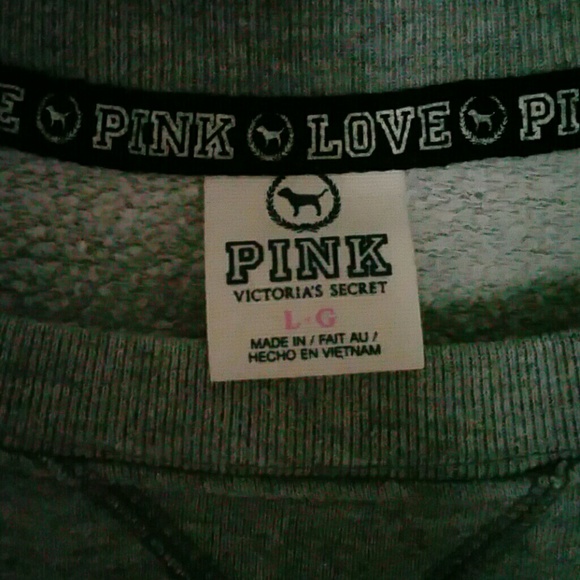 E PINK LOVE PI
PINK
VICTORIA'S SECRET
L·G
MADE IN / FAIT AU /
HECHO EN VIETNAM